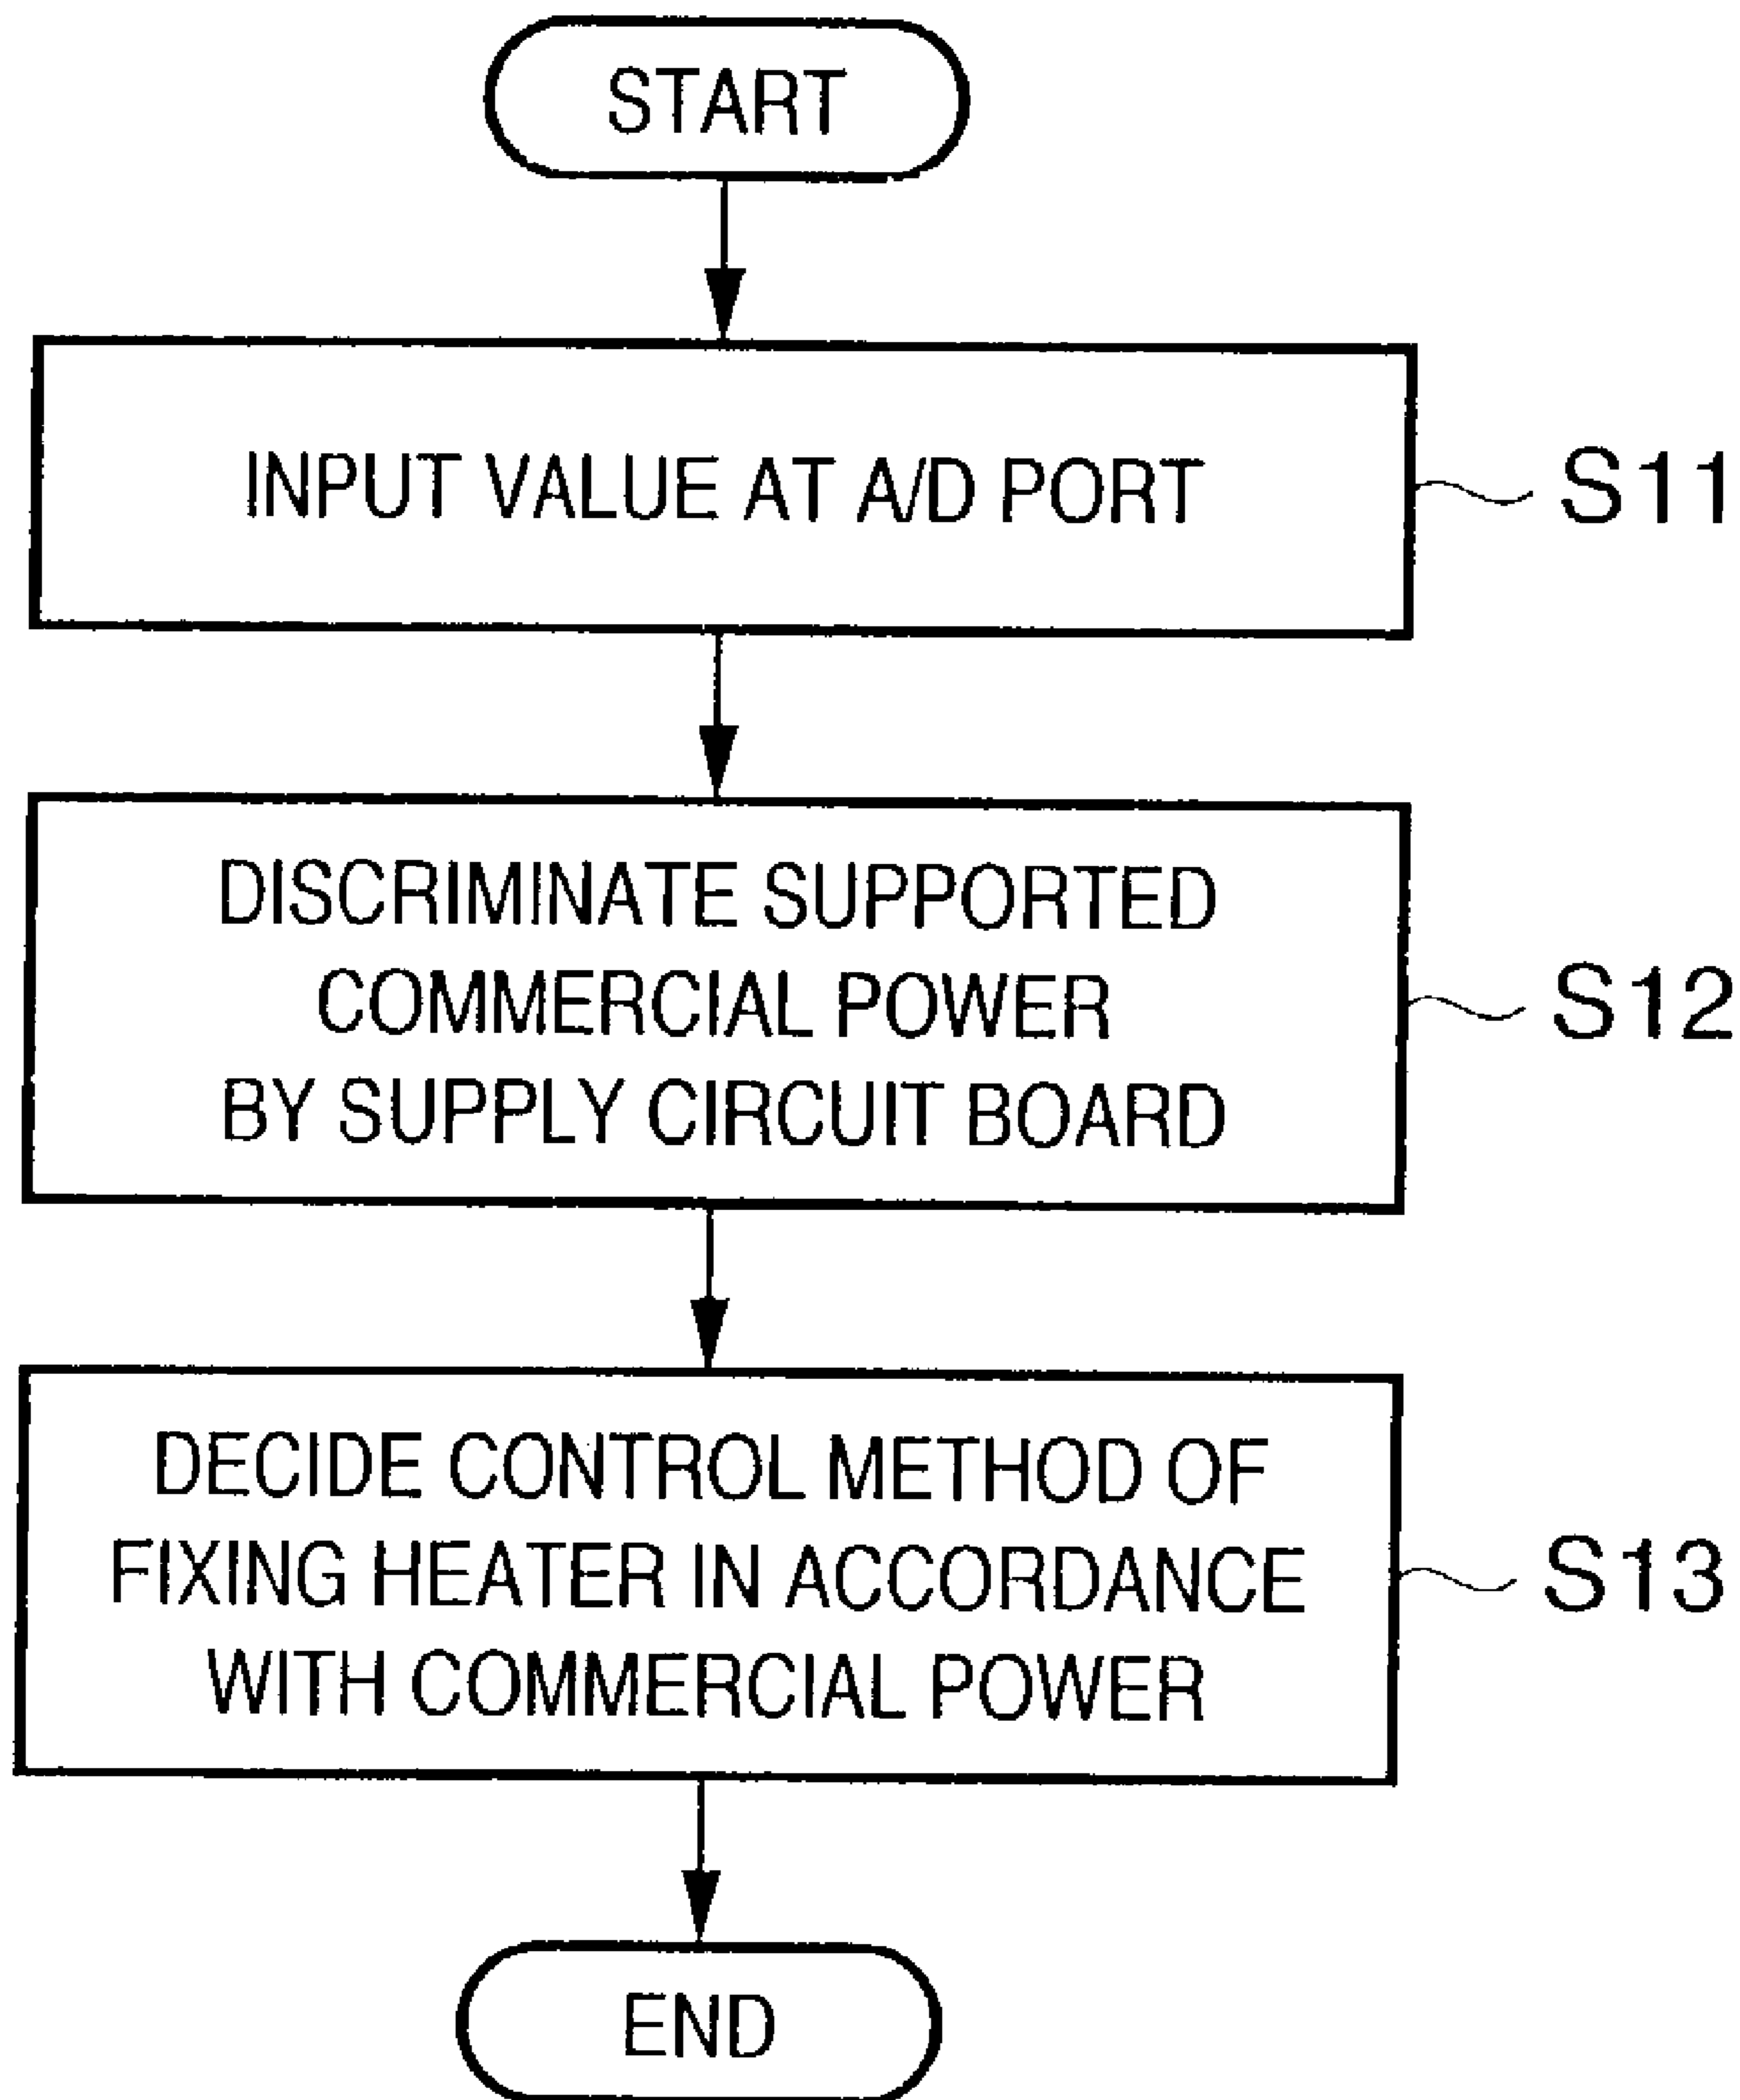 START
INPUT VALUE AT A/D PORT
S11
DISCRIMINATE SUPPORTED
COMMERCIAL POWER
BY SUPPLY CIRCUIT BOARD
S12
DECIDE CONTROL METHOD OF
FIXING HEATER IN ACCORDANCE
WITH COMMERCIAL POWER
S13
END